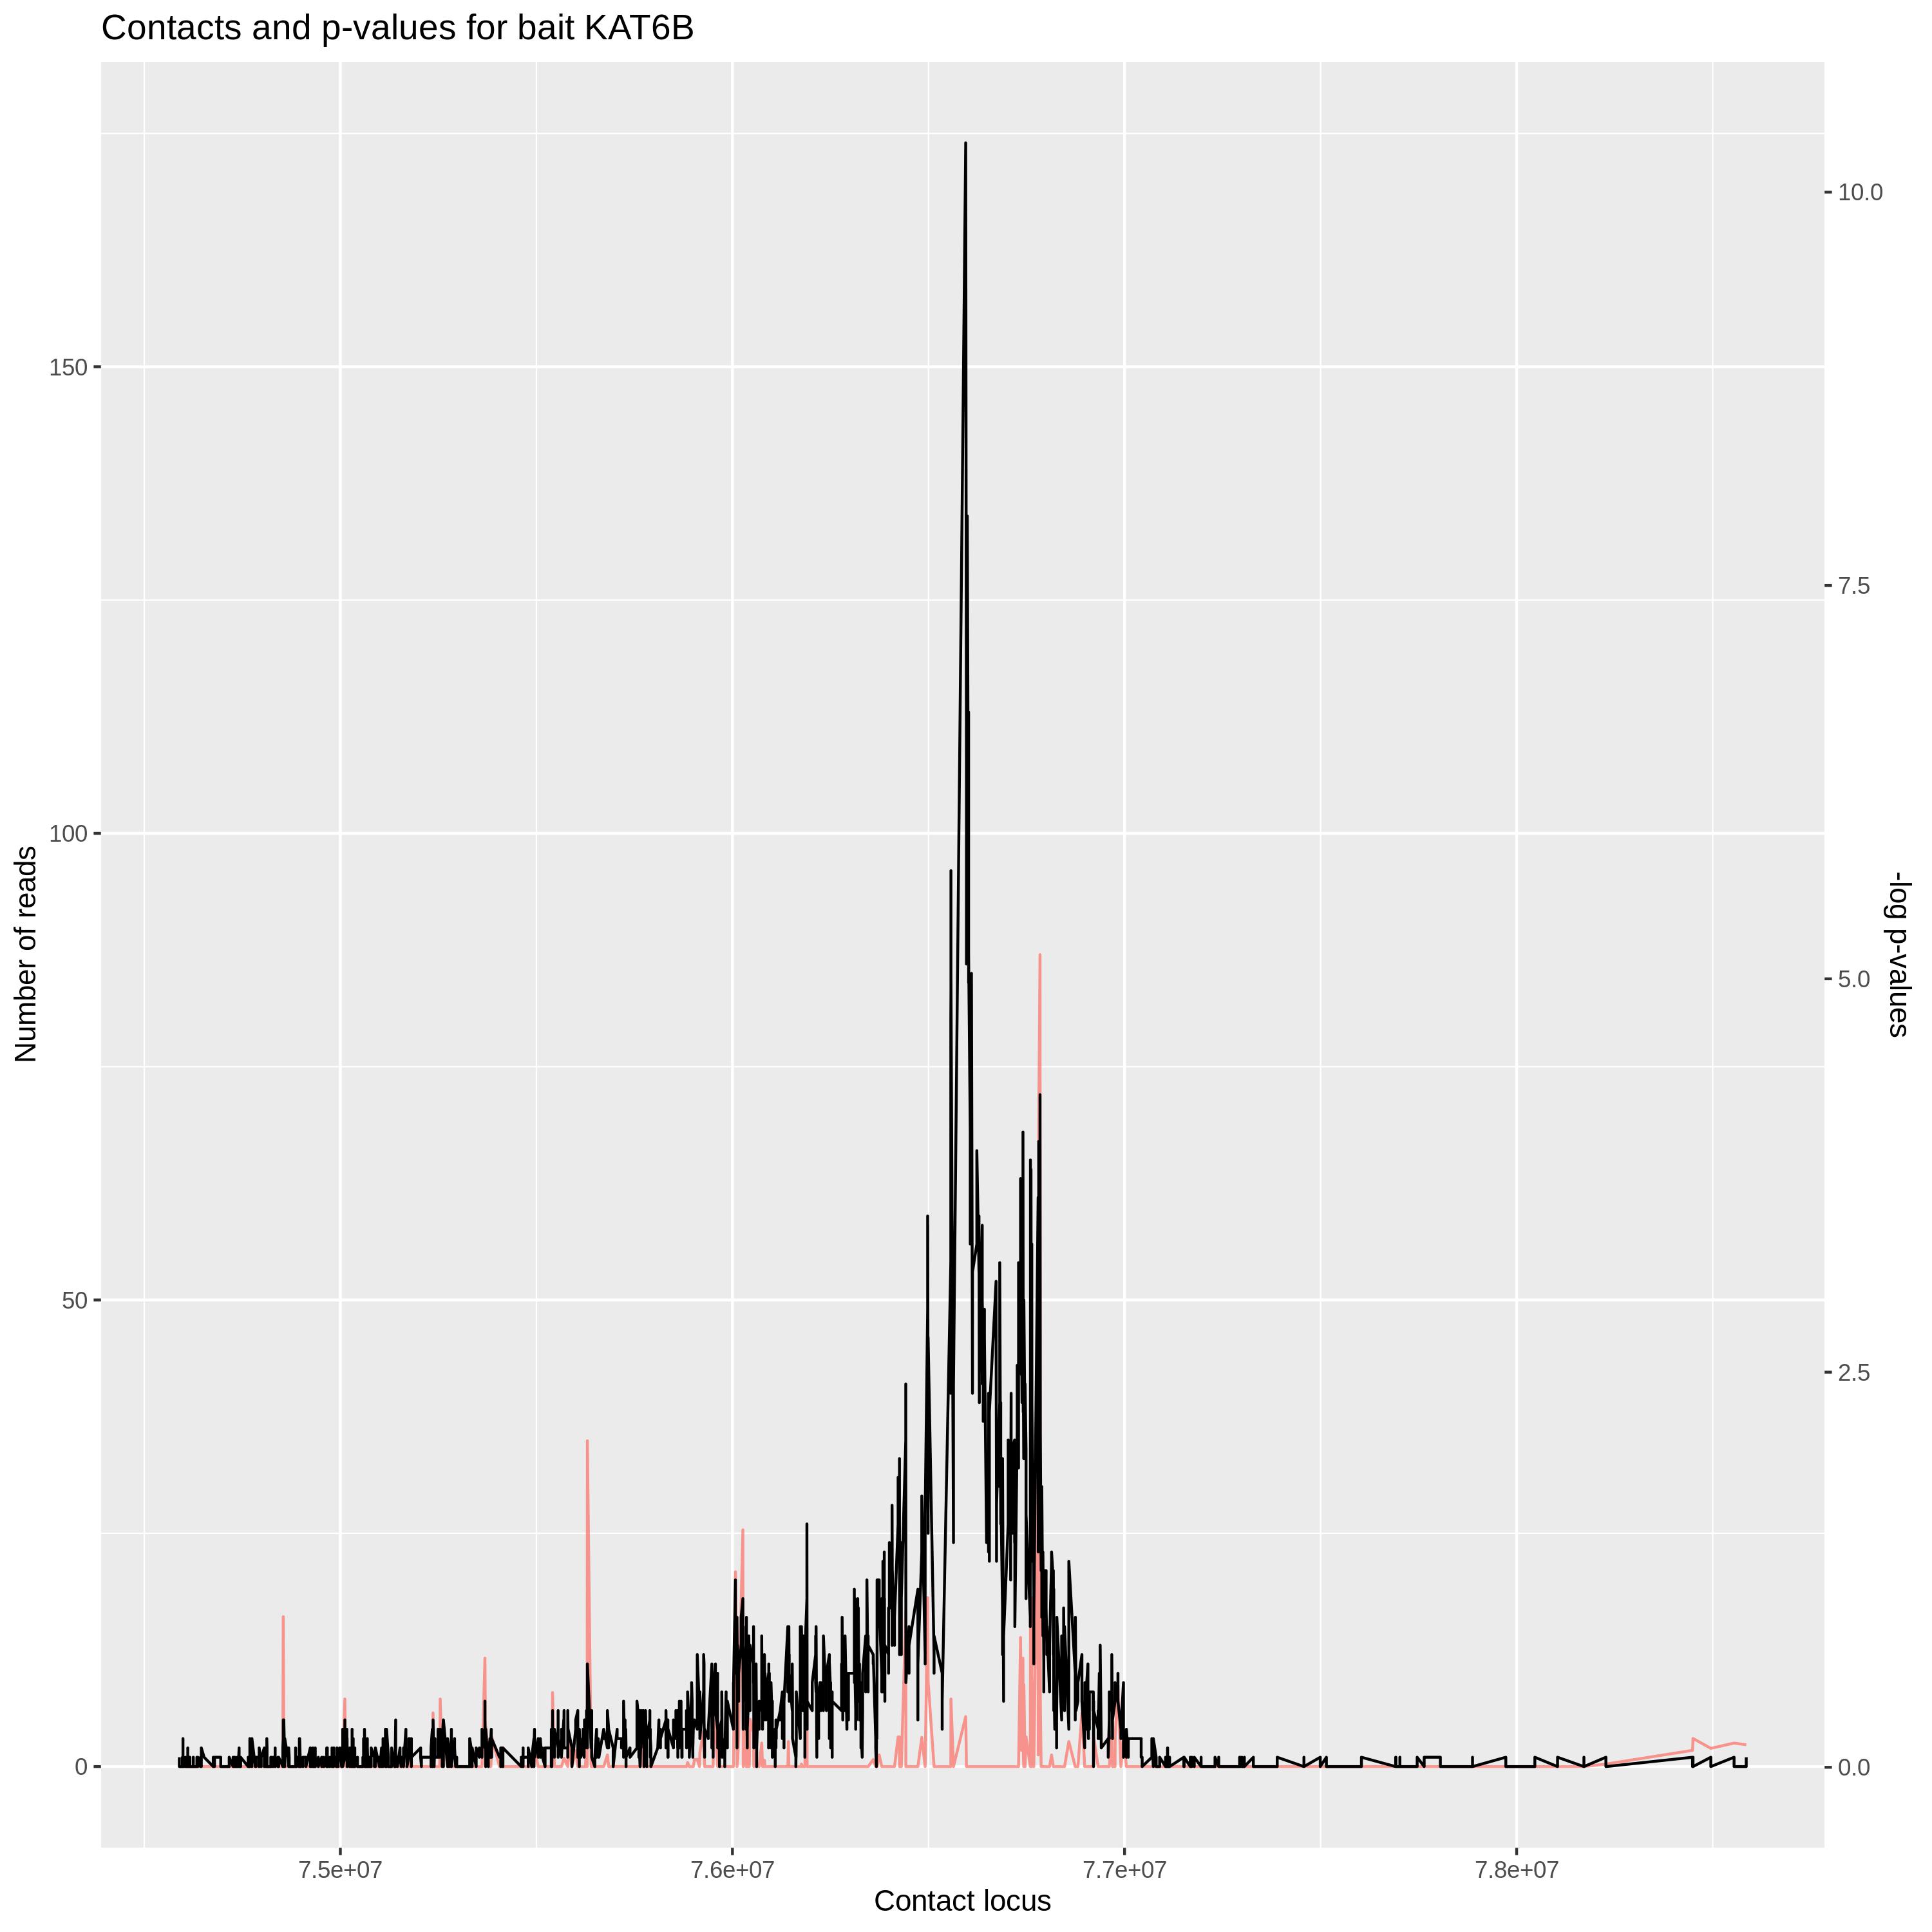 Contacts and p-values for bait KAT6B
Number of reads
150
100
50
0
10.0
7.5
5.0
2.5
0.0
-log p-values
7.5e+07
7.6e+07
7.7e+07
7.8e+07
Contact locus